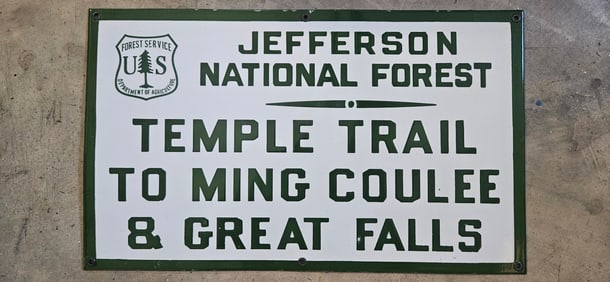 FOREST SERVICE
U S
DEPARTMENT OF AGRICULTURE
JEFFERSON
NATIONAL FOREST
TEMPLE TRAIL
TO MING COULEE
& GREAT FALLS